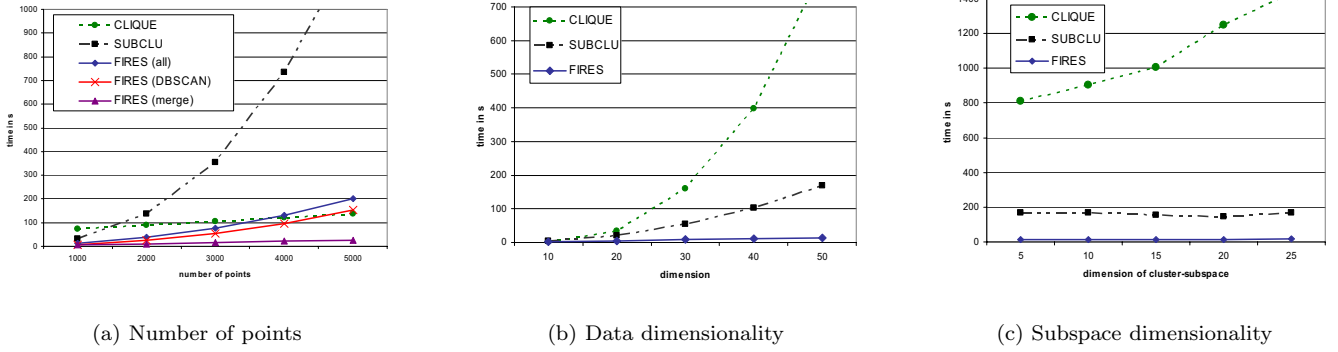 1000
900
800
700
600
500
400
300
200
100
0
time in s
CLIQUE
SUBCLU
FIRES (all)
FIRES (DBSCAN)
FIRES (merge)
1000 2000 3000 4000 5000
number of points
(a) Number of points
700
600
500
400
300
200
100
0
time in s
CLIQUE
SUBCLU
FIRES
10 20 30 40 50
dimension
(b) Data dimensionality
1400
1200
1000
800
600
400
200
0
time in s
CLIQUE
SUBCLU
FIRES
5 10 15 20 25
dimension of cluster-subspace
(c) Subspace dimensionality